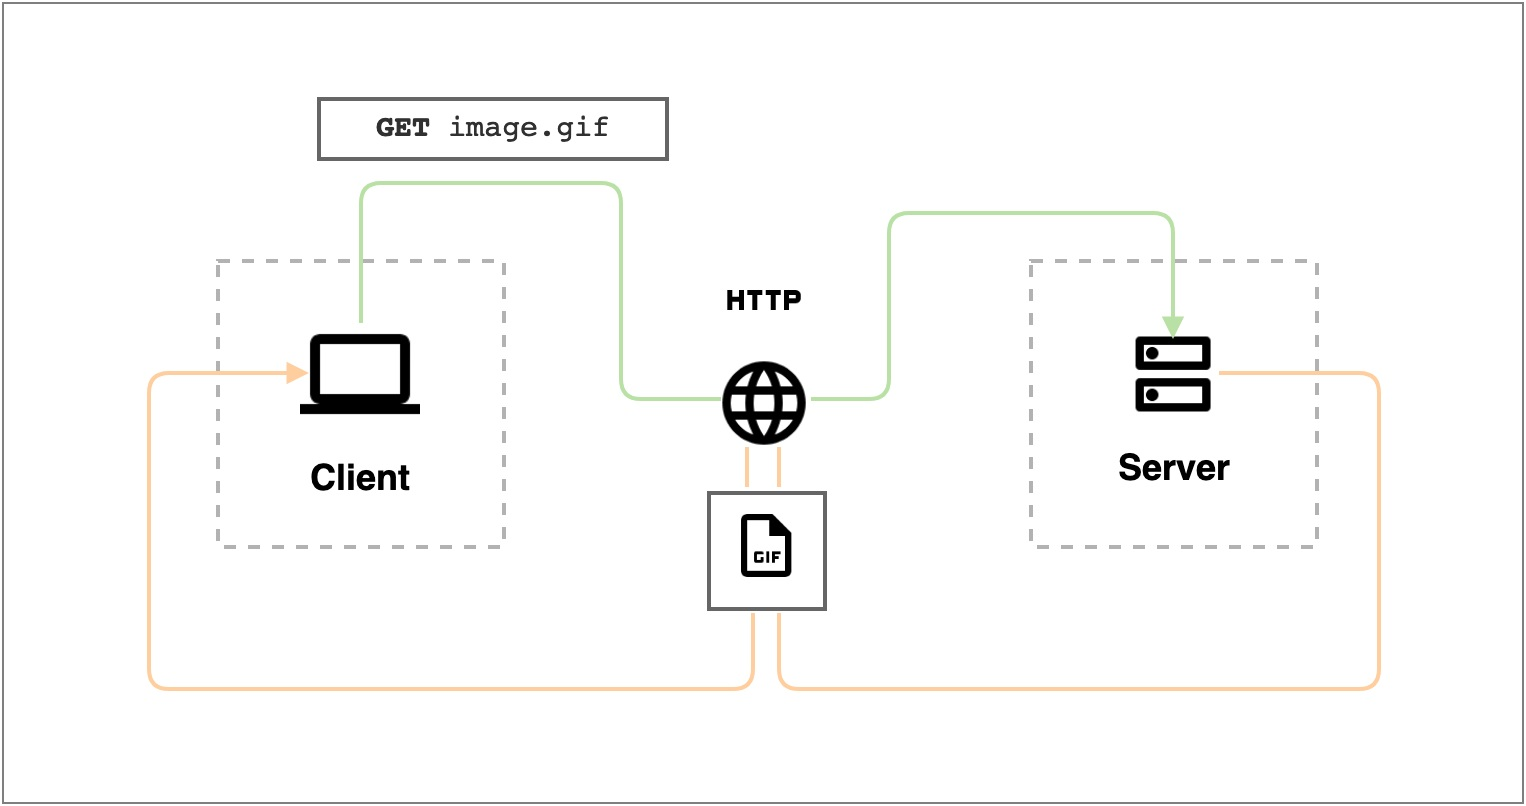 GET image.gif
HTTP
Client
Server
GIF